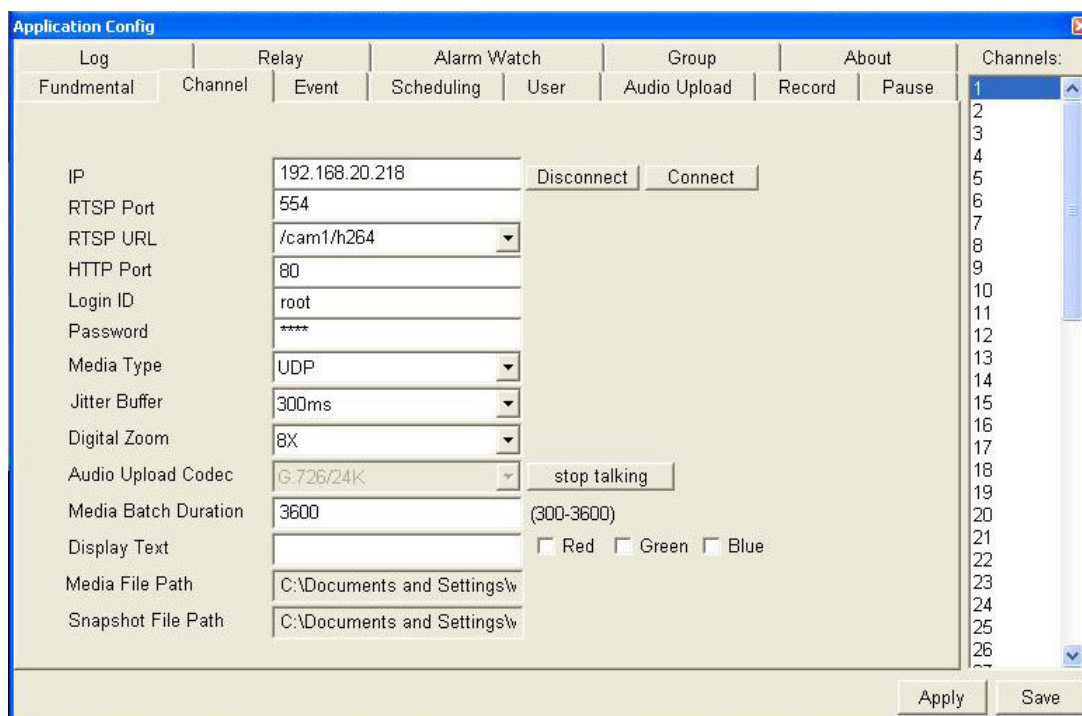 Application Config
Log Relay Alarm Watch Group About Channels:
Fundmental Channel Event Scheduling User Audio Upload Record Pause
IP 192.168.20.218 Disconnect Connect
RTSP Port 554
RTSP URL /cam1/h264
HTTP Port 80
Login ID root
Password ****
Media Type UDP
Jitter Buffer 300ms
Digital Zoom 8X
Audio Upload Codec G.726/24K stop talking
Media Batch Duration 3600 (300-3600)
Display Text Red Green Blue
Media File Path C:\Documents and Settings\w
Snapshot File Path C:\Documents and Settings\w
1
2
3
4
5
6
7
8
9
10
11
12
13
14
15
16
17
18
19
20
21
22
23
24
25
26
Apply Save